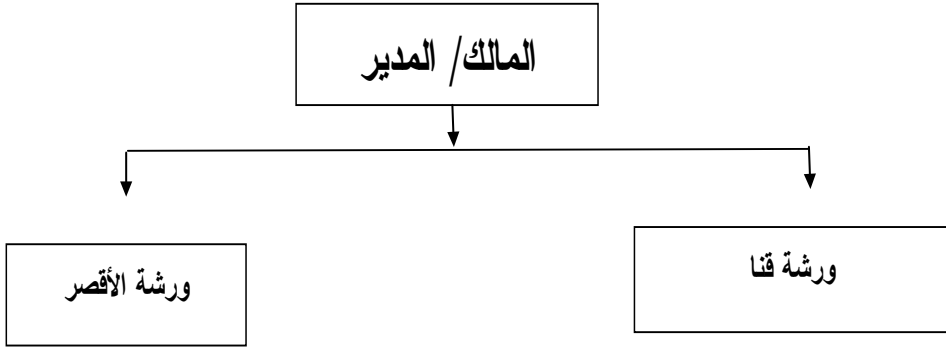 المالك/ المدير
ورشة قنا
ورشة الأقصر